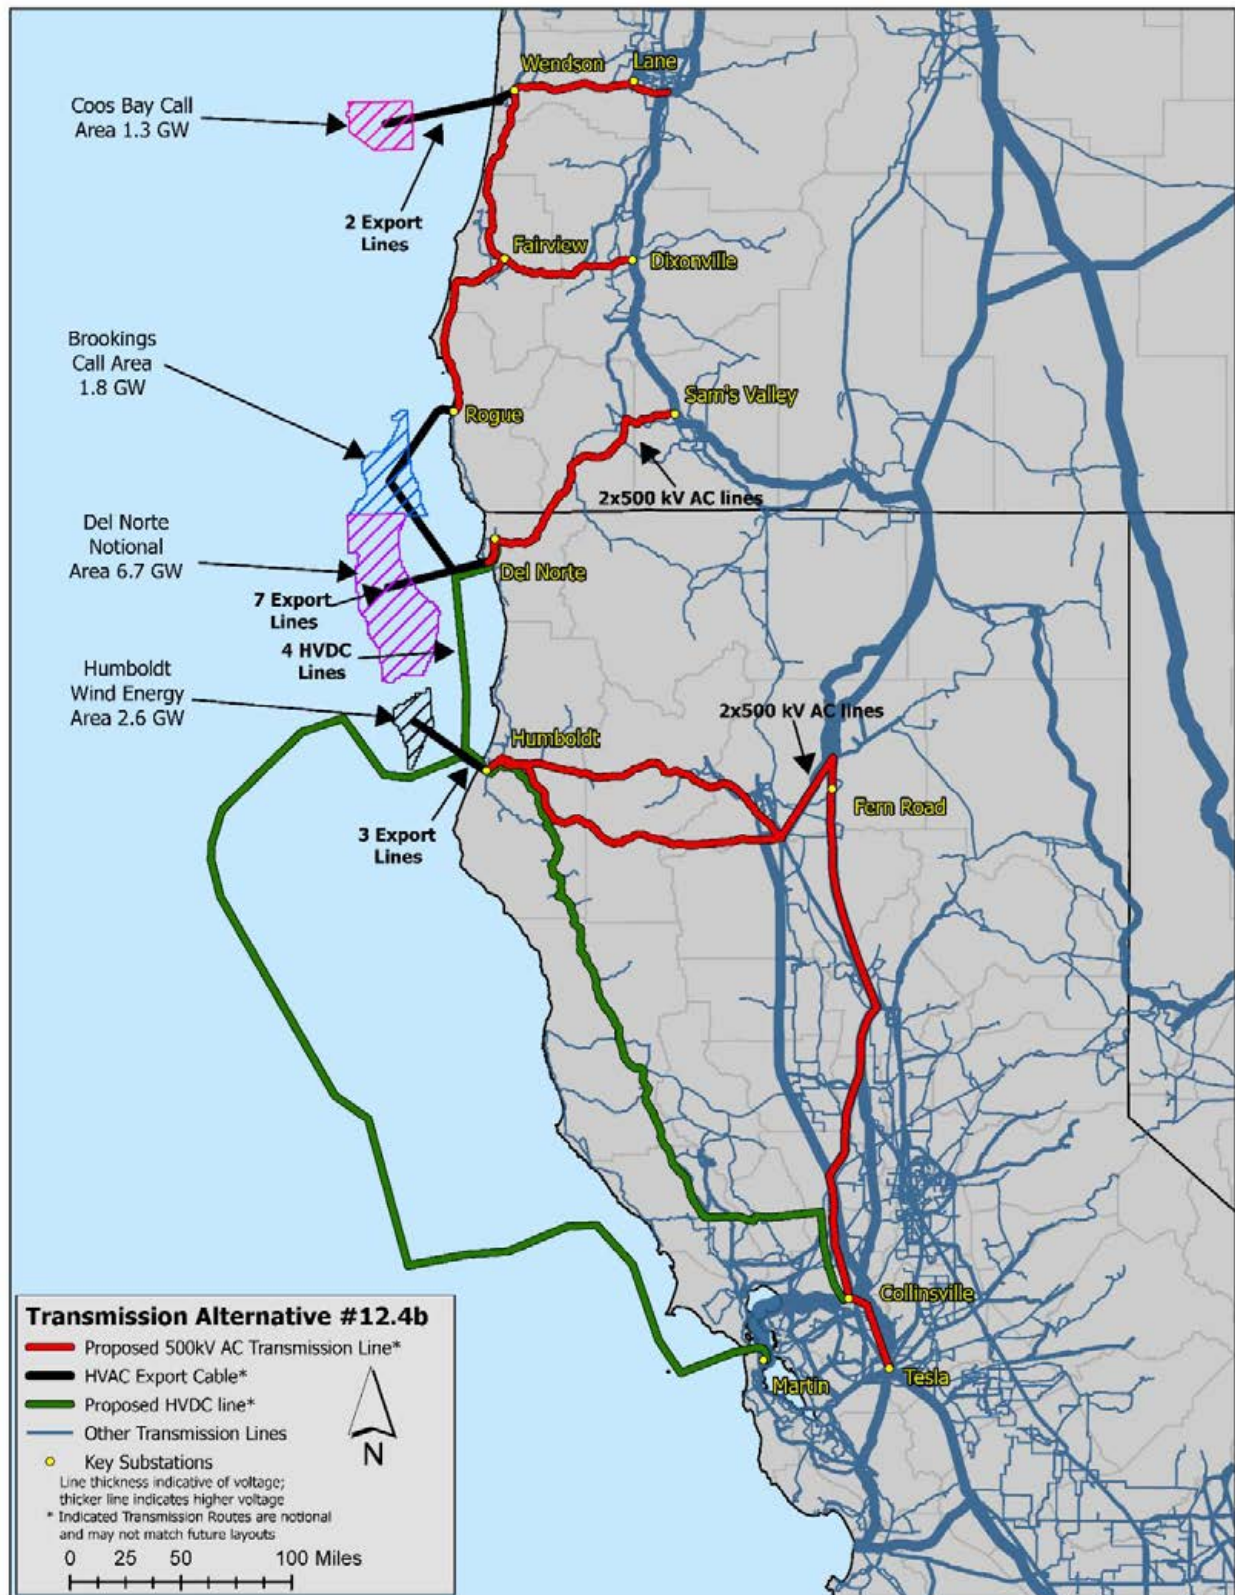 Wendson
Lane
Coos Bay Call
Area 1.3 GW
2 Export
Lines
Fairview
Dixonville
Brookings
Call Area
1.8 GW
Rogue
Sam's Valley
2x500 kV AC lines
Del Norte
Notional
Area 6.7 GW
Del Norte
7 Export
Lines
4 HVDC
Lines
Humboldt
Wind Energy
Area 2.6 GW
2x500 kV AC lines
Humboldt
Fern Road
3 Export
Lines
Collinsville
Martin
Tesla
Transmission Alternative #12.4b
Proposed 500kV AC Transmission Line*
HVAC Export Cable*
Proposed HVDC line*
Other Transmission Lines
Key Substations
Line thickness indicative of voltage;
thicker line indicates higher voltage
* Indicated Transmission Routes are notional
and may not match future layouts
N
0 25 50 100 Miles